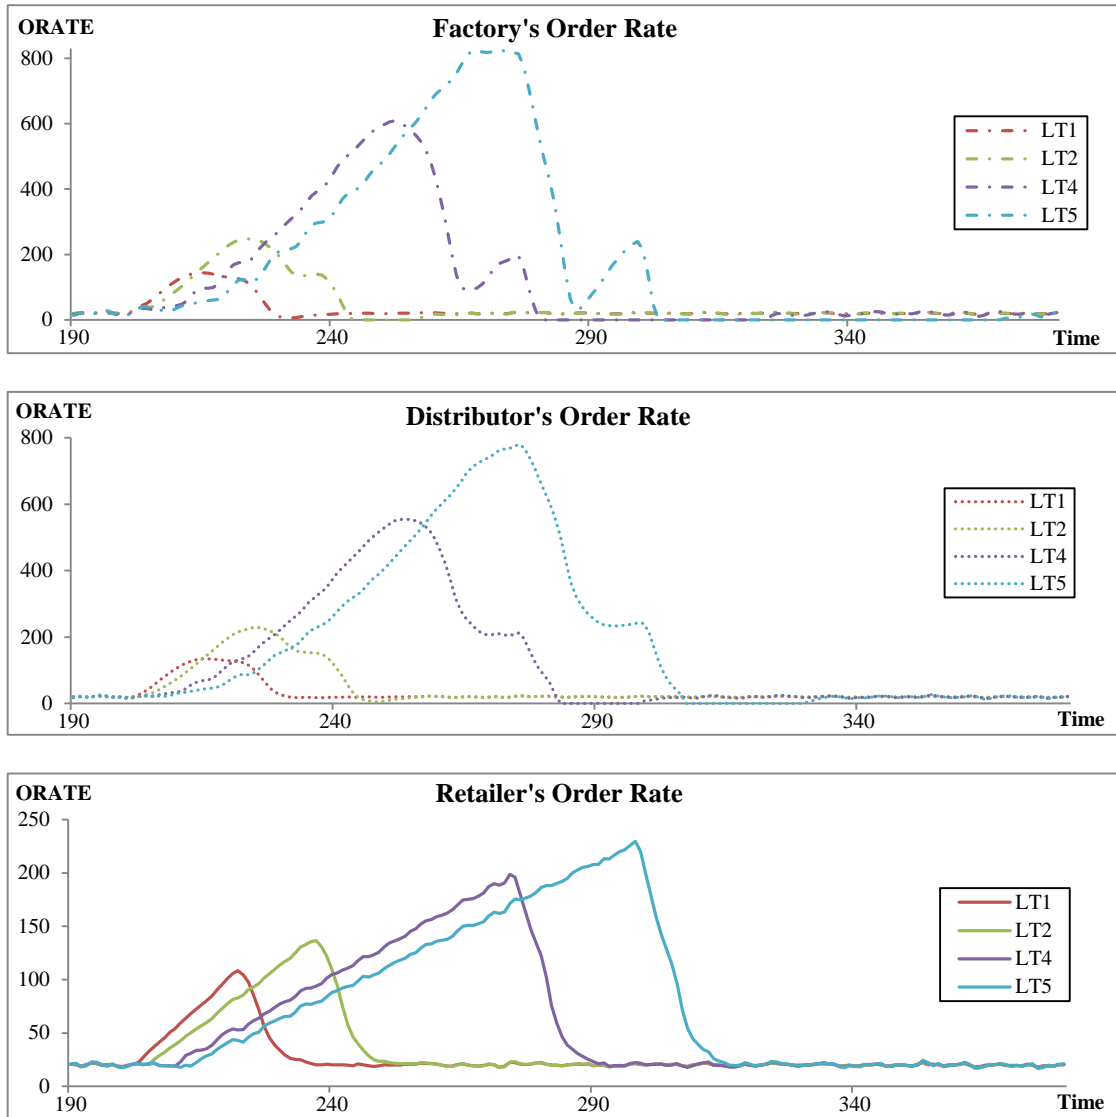 ORATE
Factory's Order Rate
800
600
400
200
0
190
240
290
340
Time
LT1
LT2
LT4
LT5
ORATE
Distributor's Order Rate
800
600
400
200
0
190
240
290
340
Time
LT1
LT2
LT4
LT5
ORATE
Retailer's Order Rate
250
200
150
100
50
0
190
240
290
340
Time
LT1
LT2
LT4
LT5